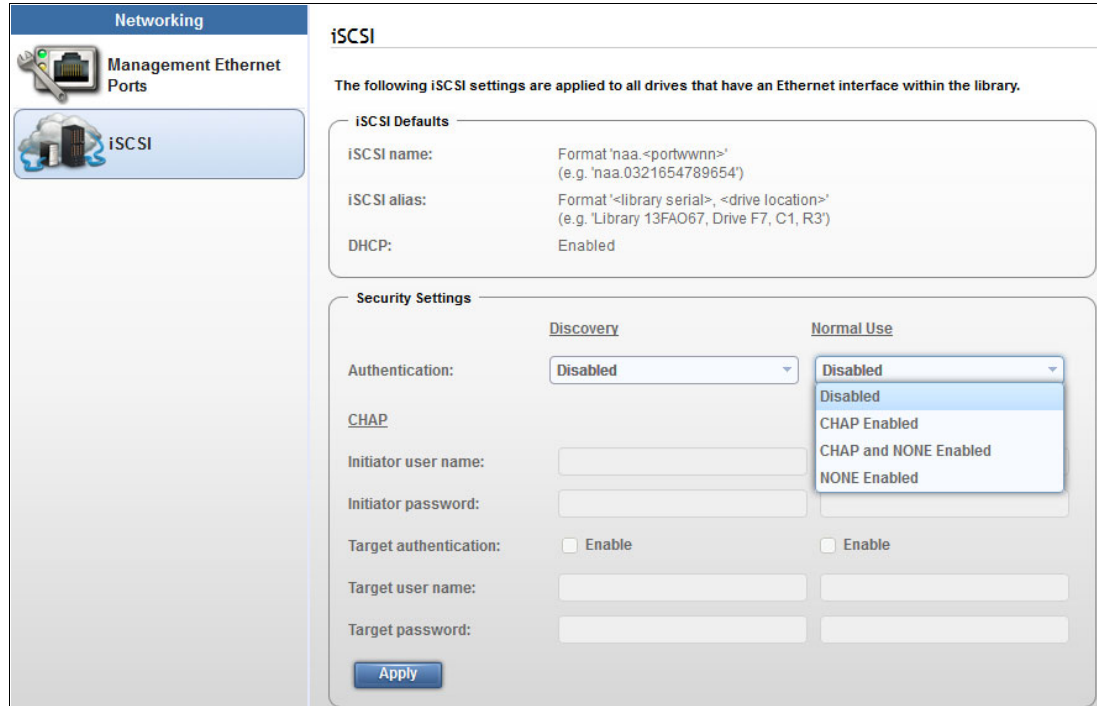 Networking
Management Ethernet
Ports
iSCSI
iSCSI
The following iSCSI settings are applied to all drives that have an Ethernet interface within the library.
iSCSI Defaults
iSCSI name: Format 'naa.<portwwnn>'
(e.g. 'naa.0321654789654')
iSCSI alias: Format '<library serial>, <drive location>'
(e.g. 'Library 13FAO67, Drive F7, C1, R3')
DHCP: Enabled
Security Settings
Discovery Normal Use
Authentication: Disabled Disabled
Disabled
CHAP CHAP Enabled
CHAP and NONE Enabled
Initiator user name:
NONE Enabled
Initiator password:
Target authentication: Enable Enable
Target user name:
Target password:
Apply